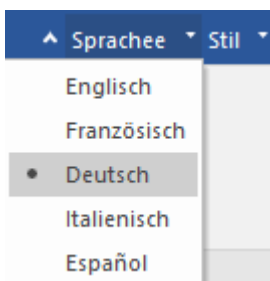 Sprachee Stil
Englisch
Französisch
Deutsch
Italienisch
Español